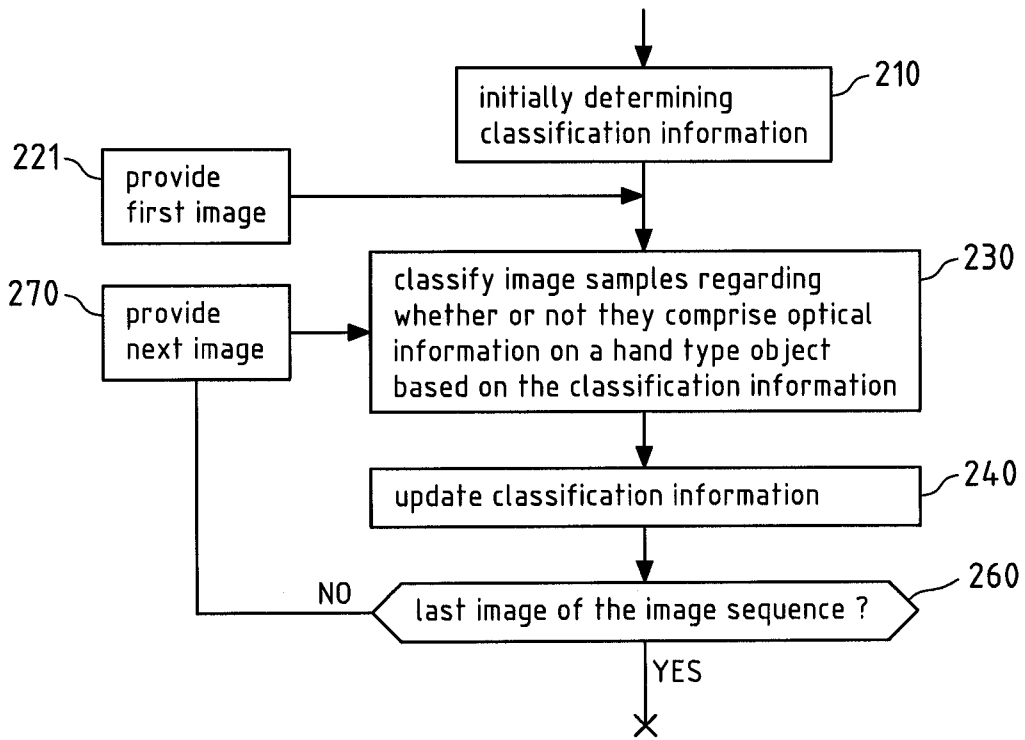 210
initially determining
classification information
221
provide
first image
230
classify image samples regarding
whether or not they comprise optical
information on a hand type object
based on the classification information
270
provide
next image
240
update classification information
260
last image of the image sequence ?
NO
YES